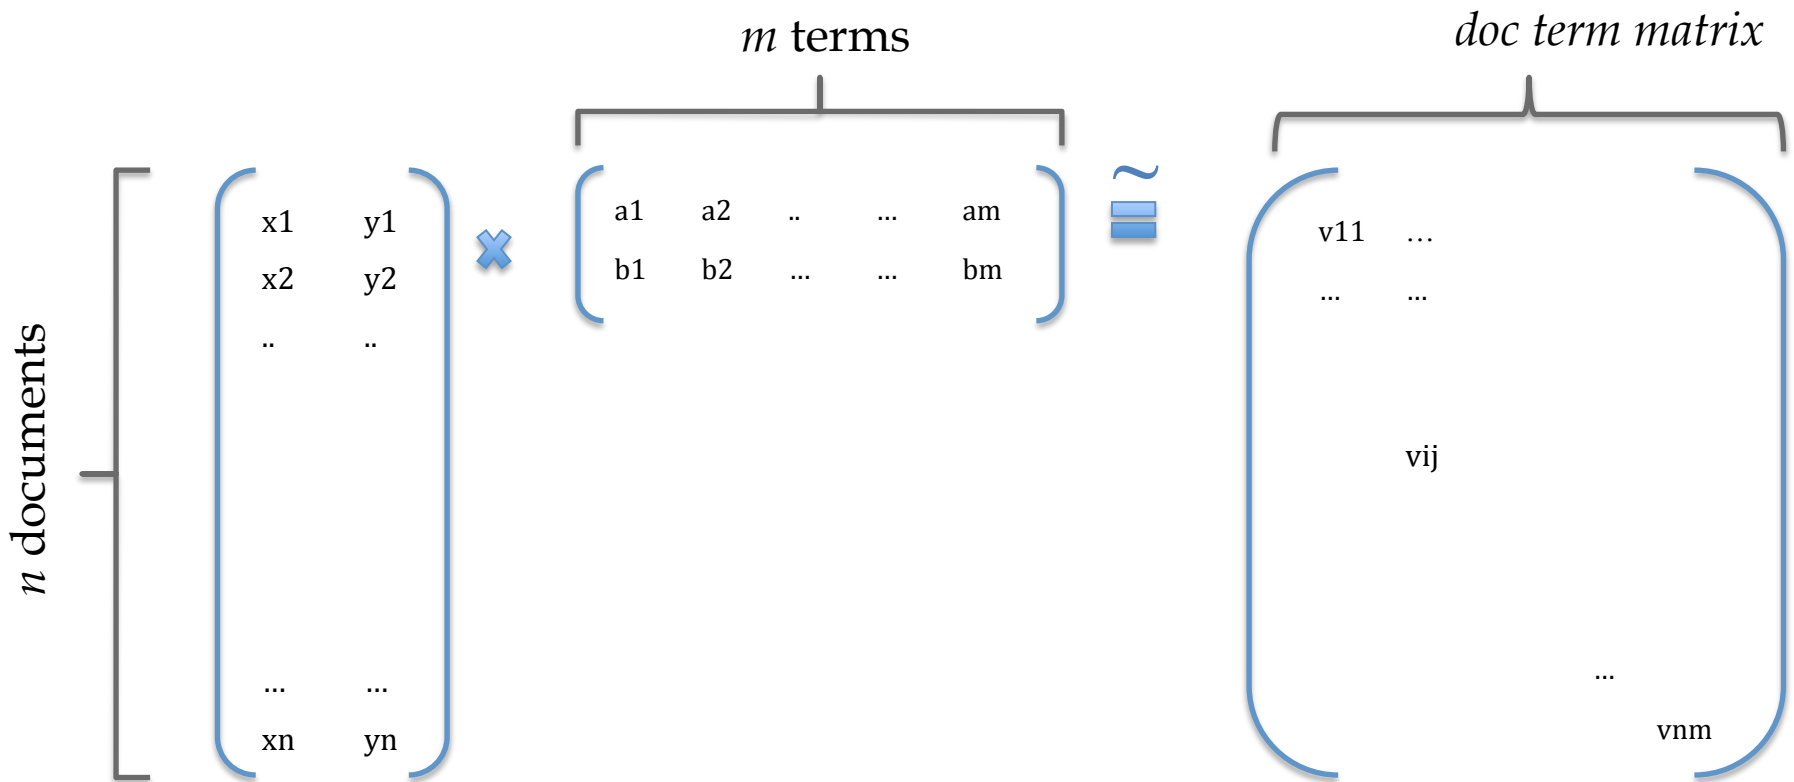 m terms
doc term matrix
n documents
x1 y1
x2 y2
.. ..
... ...
xn yn
a1 a2 .. ... am
b1 b2 ... ... bm
~
v11 ...
... ...
vij
...
vnm